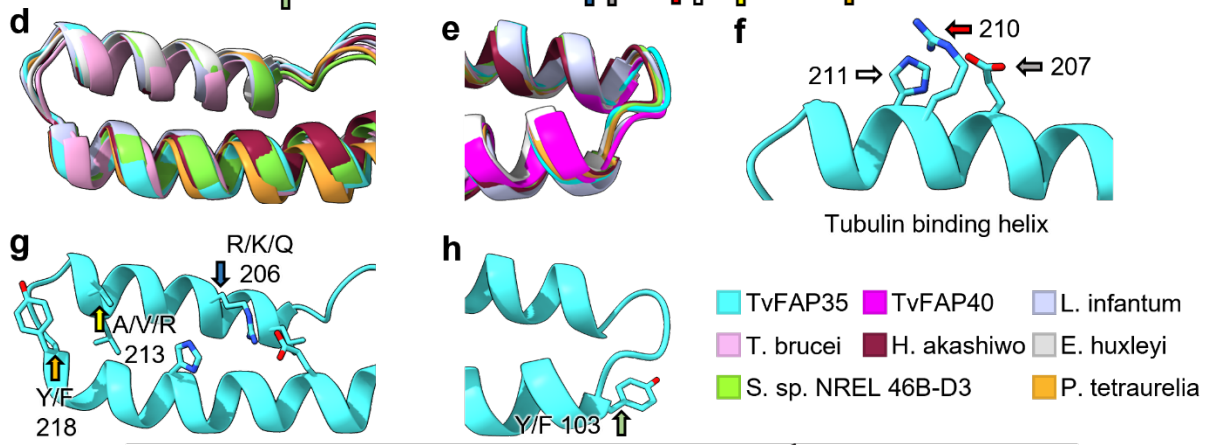 d
e
f
210
211
207
Tubulin binding helix
g
R/K/Q
206
A/V/R
213
Y/F
218
h
Y/F 103
TvFAP35
TvFAP40
L. infantum
T. brucei
H. akashiwo
E. huxleyi
S. sp. NREL 46B-D3
P. tetraurelia